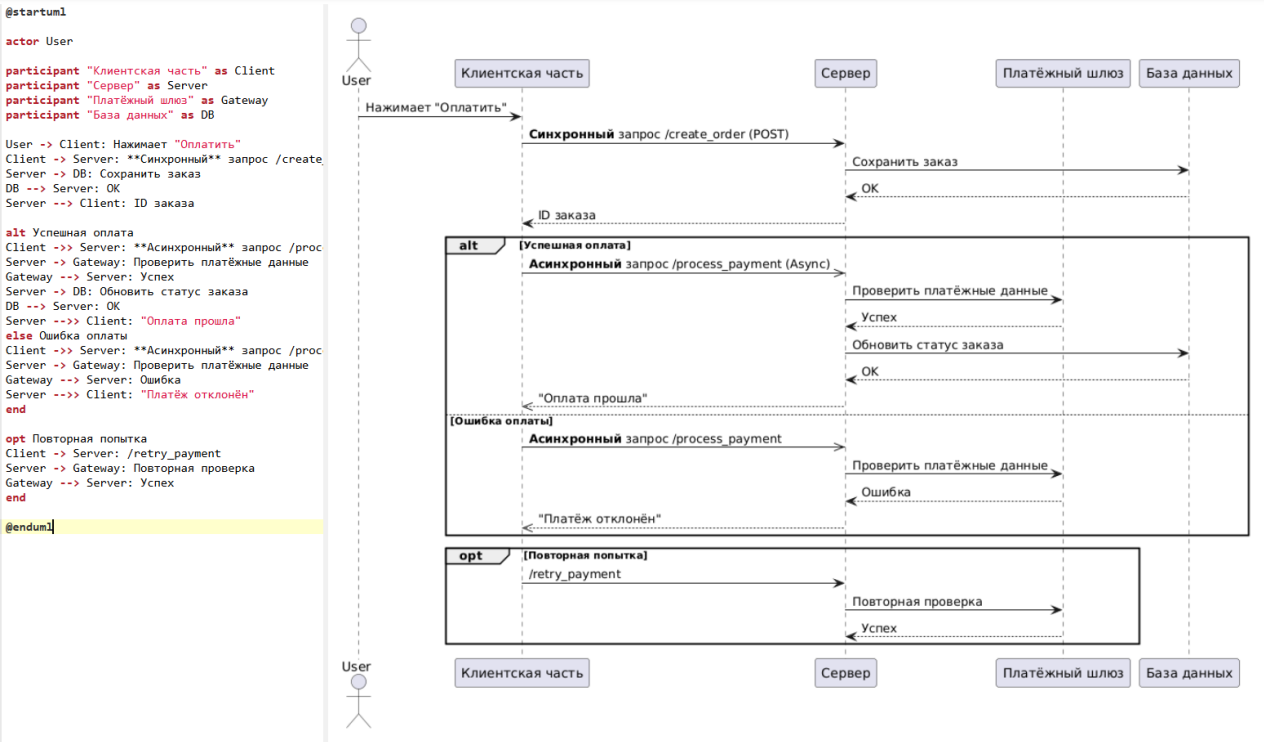 @startuml
actor User
participant "Клиентская часть" as Client
participant "Сервер" as Server
participant "Платёжный шлюз" as Gateway
participant "База данных" as DB
User -> Client: Нажимает "Оплатить"
Client -> Server: **Синхронный** запрос /create_
Server -> DB: Сохранить заказ
DB --> Server: OK
Server --> Client: ID заказа
alt Успешная оплата
Client ->> Server: **Асинхронный** запрос /proc
Server -> Gateway: Проверить платёжные данные
Gateway --> Server: Успех
Server -> DB: Обновить статус заказа
DB --> Server: OK
Server -->> Client: "Оплата прошла"
else Ошибка оплаты
Client ->> Server: **Асинхронный** запрос /proc
Server -> Gateway: Проверить платёжные данные
Gateway --> Server: Ошибка
Server -->> Client: "Платёж отклонён"
end
opt Повторная попытка
Client -> Server: /retry_payment
Server -> Gateway: Повторная проверка
Gateway --> Server: Успех
end
@enduml
User
Клиентская часть
Сервер
Платёжный шлюз
База данных
Нажимает "Оплатить"
Синхронный запрос /create_order (POST)
Сохранить заказ
OK
ID заказа
alt [Успешная оплата]
Асинхронный запрос /process_payment (Async)
Проверить платёжные данные
Успех
Обновить статус заказа
OK
"Оплата прошла"
[Ошибка оплаты]
Асинхронный запрос /process_payment
Проверить платёжные данные
Ошибка
"Платёж отклонён"
opt [Повторная попытка]
/retry_payment
Повторная проверка
Успех
User
Клиентская часть
Сервер
Платёжный шлюз
База данных